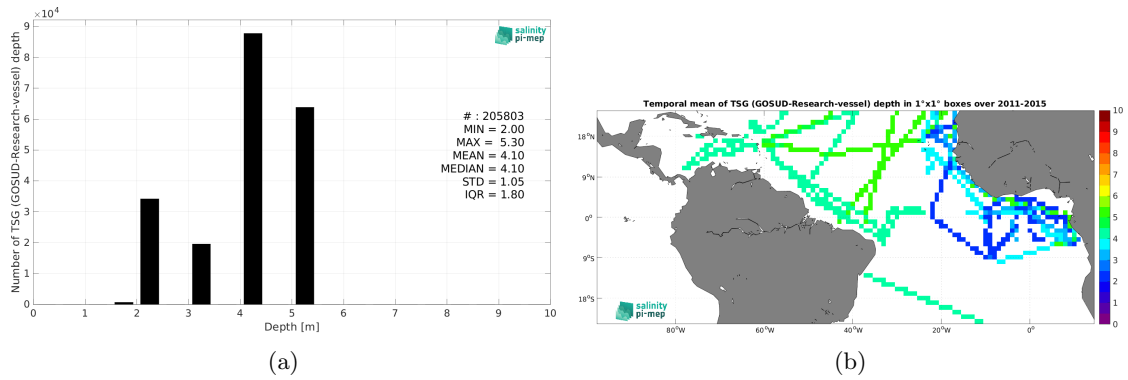 ×10⁴
9
8
7
6
5
4
3
2
1
0
Number of TSG (GOSUD-Research-vessel) depth
0 1 2 3 4 5 6 7 8 9 10
Depth [m]
salinity
pi-mep
# : 205803
MIN = 2.00
MAX = 5.30
MEAN = 4.10
MEDIAN = 4.10
STD = 1.05
IQR = 1.80
(a)
Temporal mean of TSG (GOSUD-Research-vessel) depth in 1°x1° boxes over 2011-2015
18°N
9°N
0°
9°S
18°S
80°W 60°W 40°W 20°W 0°
salinity
pi-mep
10
9
8
7
6
5
4
3
2
1
0
(b)